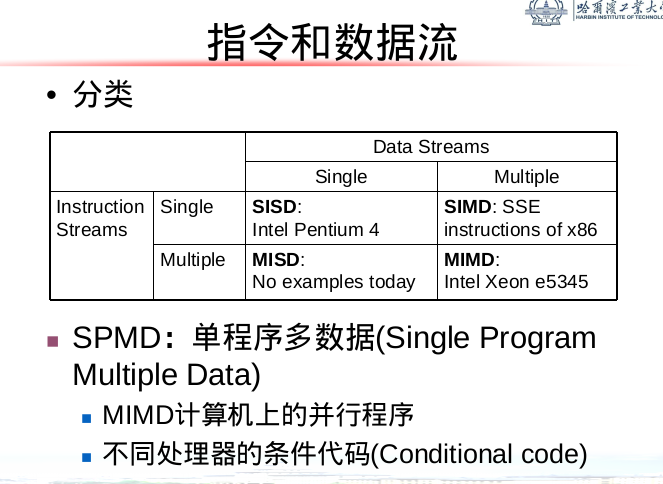 哈爾濱工業大
HARBIN INSTITUTE OF TECHNOLO
指令和数据流
• 分类
Data Streams
Single Multiple
Instruction Streams Single SISD: Intel Pentium 4 SIMD: SSE instructions of x86
Multiple MISD: No examples today MIMD: Intel Xeon e5345
SPMD：单程序多数据(Single Program
Multiple Data)
MIMD计算机上的并行程序
不同处理器的条件代码(Conditional code)